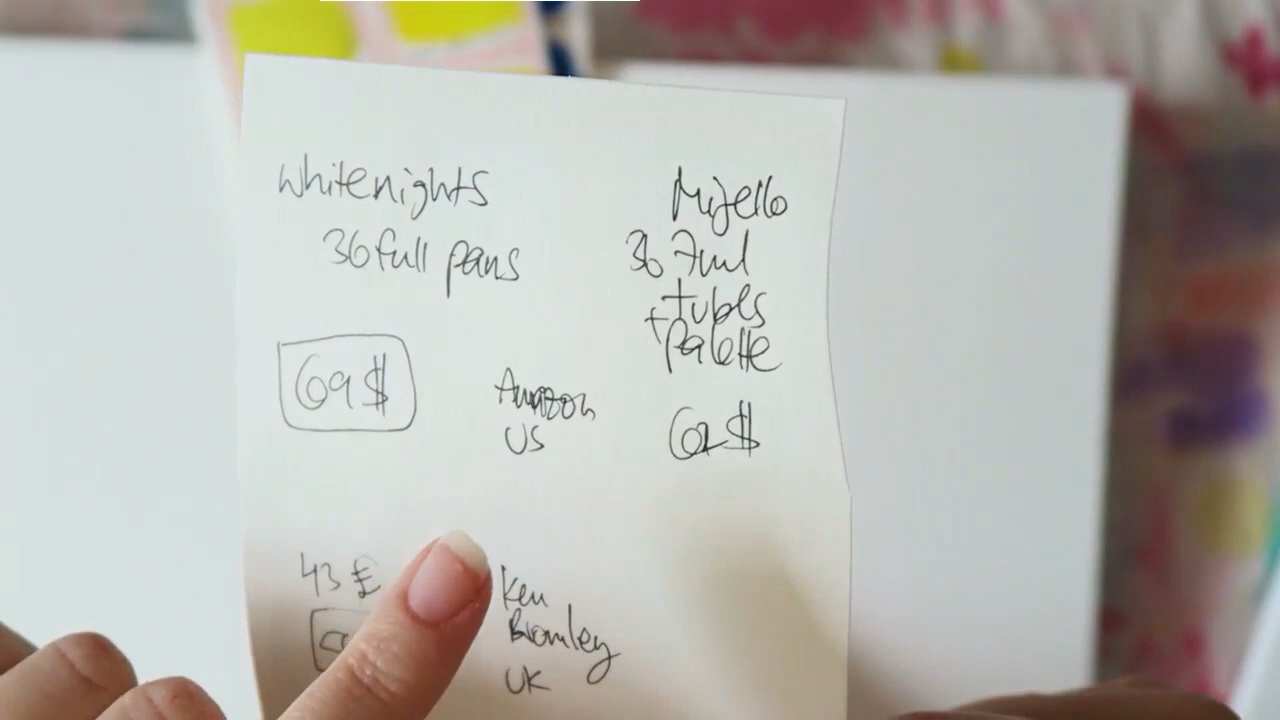 whitenights
36 full pans
69 $
Mijello
36 7ml
tubes
+ palette
62 $
Amazon
US
43 £
Ken
Bromley
UK